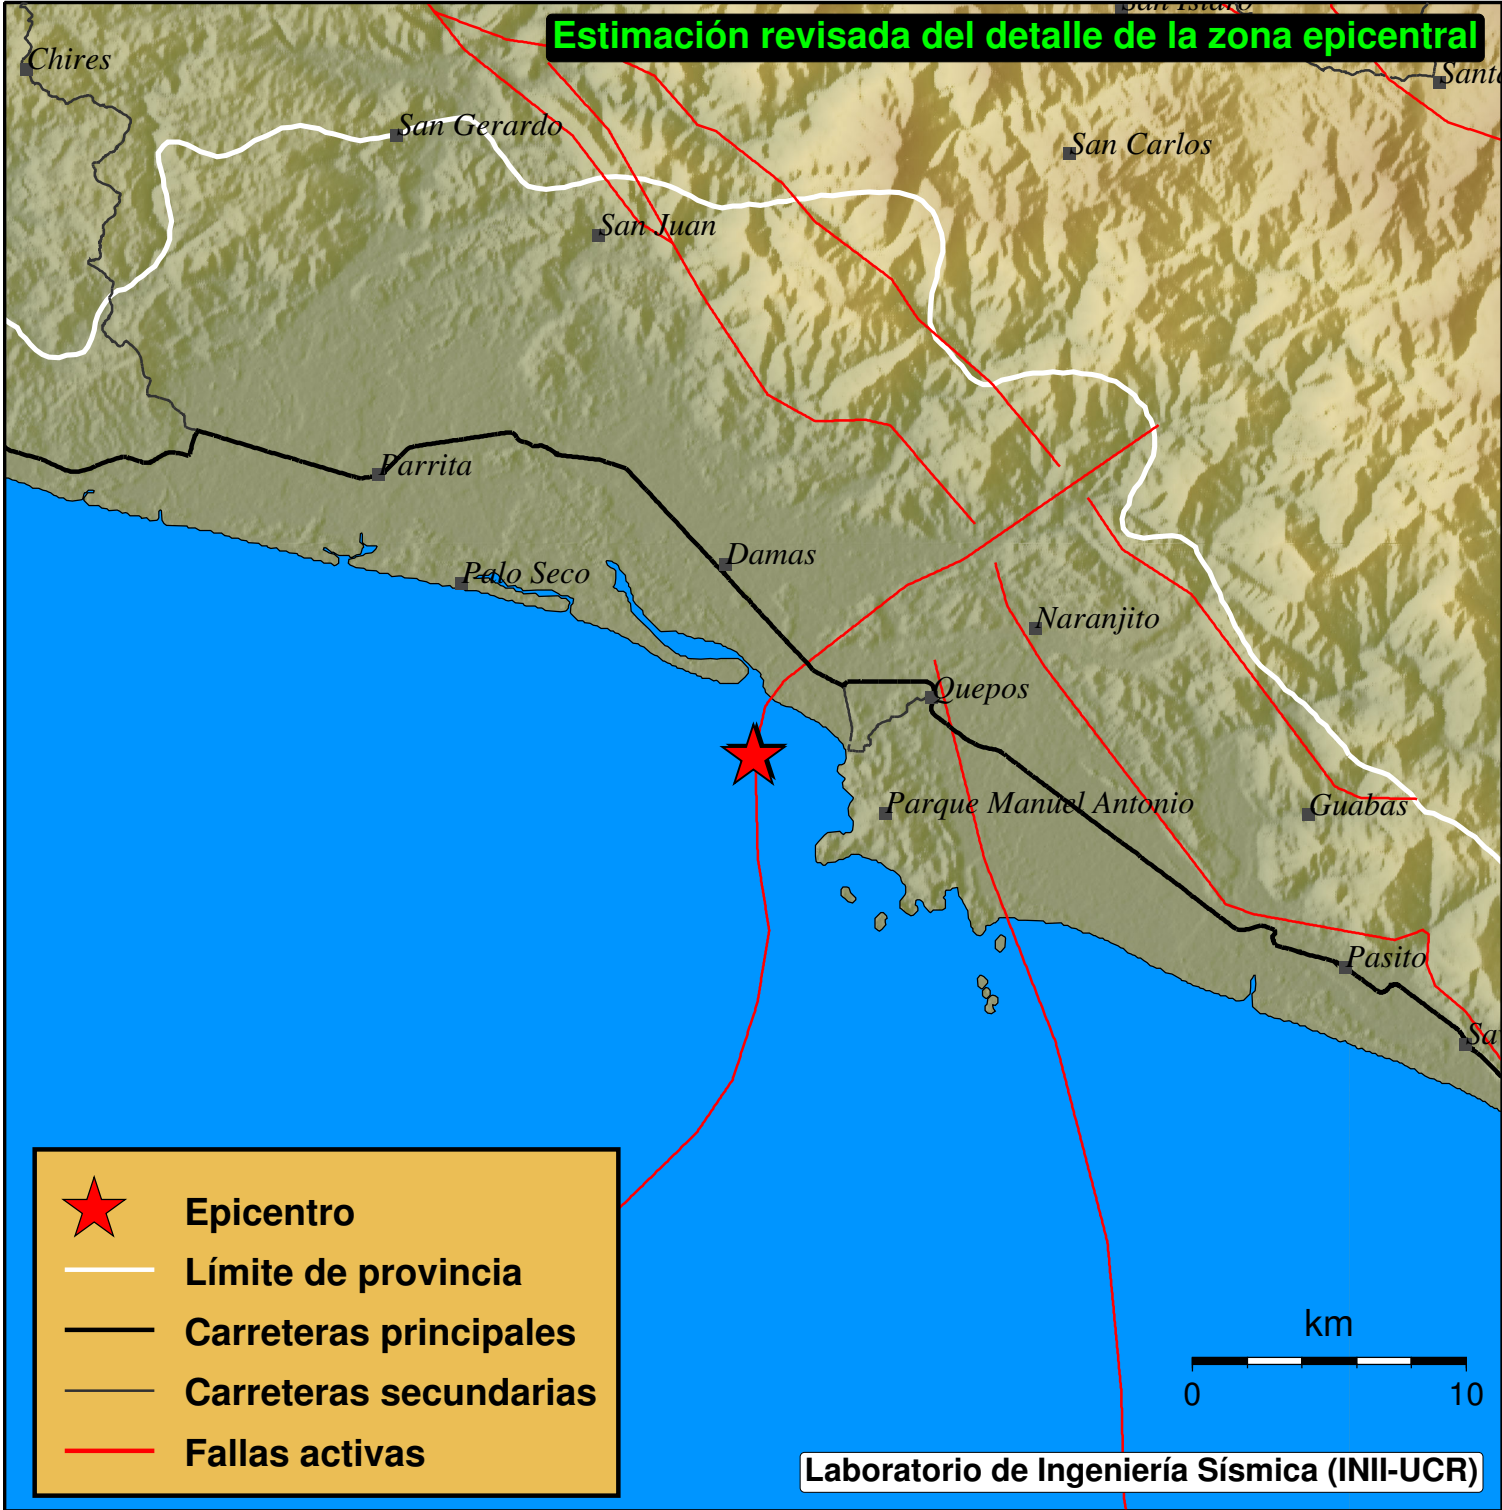 Estimación revisada del detalle de la zona epicentral
Chires
San Gerardo
San Carlos
San Juan
Parrita
Damas
Palo Seco
Naranjito
Quepos
Parque Manuel Antonio
Guabas
Pasito
Epicentro
Límite de provincia
Carreteras principales
Carreteras secundarias
Fallas activas
km
0 10
Laboratorio de Ingeniería Sísmica (INII-UCR)